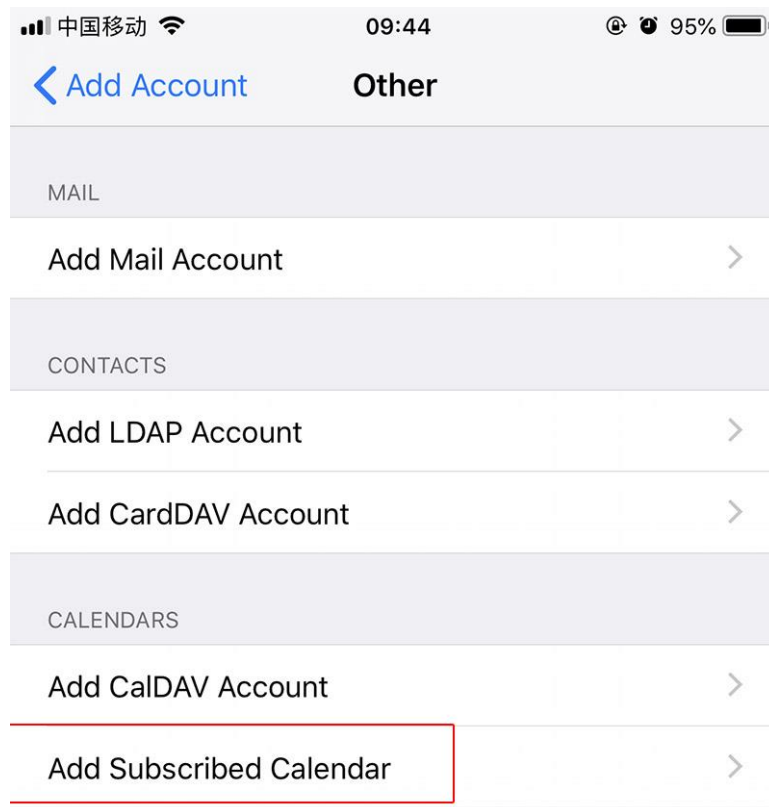 中国移动 09:44 95%
Add Account Other
MAIL
Add Mail Account
CONTACTS
Add LDAP Account
Add CardDAV Account
CALENDARS
Add CalDAV Account
Add Subscribed Calendar